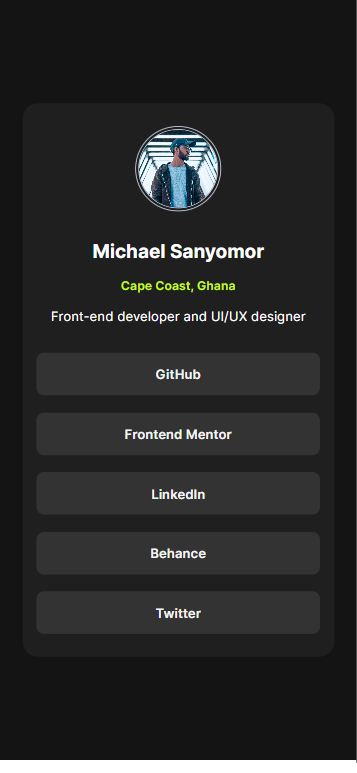 Michael Sanyomor
Cape Coast, Ghana
Front-end developer and UI/UX designer
GitHub
Frontend Mentor
LinkedIn
Behance
Twitter